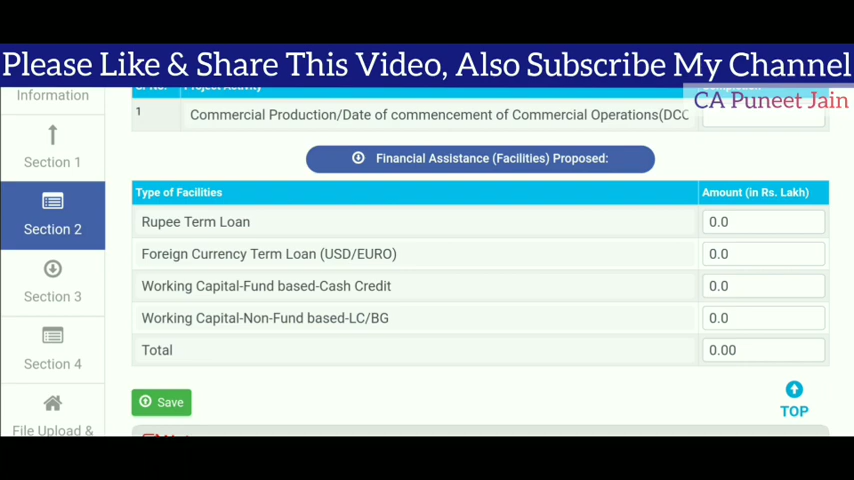 Please Like & Share This Video, Also Subscribe My Channel
CA Puneet Jain
Information
Sr No. Project Activity
1 Commercial Production/Date of commencement of Commercial Operations(DCC
Section 1
Financial Assistance (Facilities) Proposed:
Type of Facilities Amount (in Rs. Lakh)
Section 2
Rupee Term Loan 0.0
Foreign Currency Term Loan (USD/EURO) 0.0
Section 3
Working Capital-Fund based-Cash Credit 0.0
Working Capital-Non-Fund based-LC/BG 0.0
Total 0.00
Section 4
Save
TOP
File Upload &